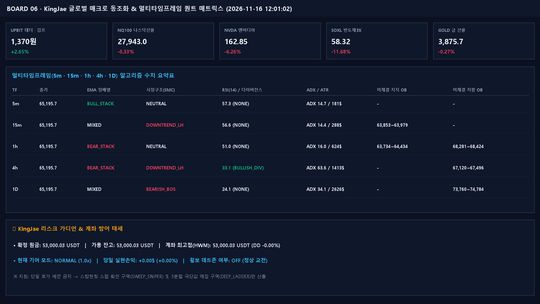 BOARD 06 · KingJae 글로벌 매크로 동조화 & 멀티타임프레임 퀀트 매트릭스 (2026-11-16 12:01:02)
UPBIT 테더 · 김프
1,370원
+2.65%
NQ100 나스닥선물
27,943.0
-0.33%
NVDA 엔비디아
162.85
-6.26%
SOXL 반도체3X
58.32
-11.68%
GOLD 금 선물
3,875.7
-0.27%
멀티타임프레임(5m · 15m · 1h · 4h · 1D) 알고리즘 수치 요약표
TF 종가 EMA 정배열 시장구조(SMC) RSI(14) / 다이버전스 ADX / ATR 미체결 지지 OB 미체결 저항 OB
5m 65,195.7 BULL_STACK NEUTRAL 57.3 (NONE) ADX 14.7 / 181$ - -
15m 65,195.7 MIXED DOWNTREND_LH 56.6 (NONE) ADX 14.4 / 288$ 63,853~63,979 -
1h 65,195.7 BEAR_STACK NEUTRAL 51.0 (NONE) ADX 16.0 / 624$ 63,734~64,434 68,281~68,424
4h 65,195.7 BEAR_STACK DOWNTREND_LH 33.1 (BULLISH_DIV) ADX 63.6 / 1413$ - 67,120~67,496
1D 65,195.7 MIXED BEARISH_BOS 24.1 (NONE) ADX 34.1 / 2626$ - 73,760~74,784
KingJae 리스크 가디언 & 계좌 방어 태세
• 확정 원금: 53,000.03 USDT | 가용 잔고: 53,000.03 USDT | 계좌 최고점(HWM): 53,000.03 USDT (DD -0.00%)
• 현재 기어 모드: NORMAL (1.0x) | 당일 실현손익: +0.00$ (+0.00%) | 휩쏘 데드존 여부: OFF (정상 교전)